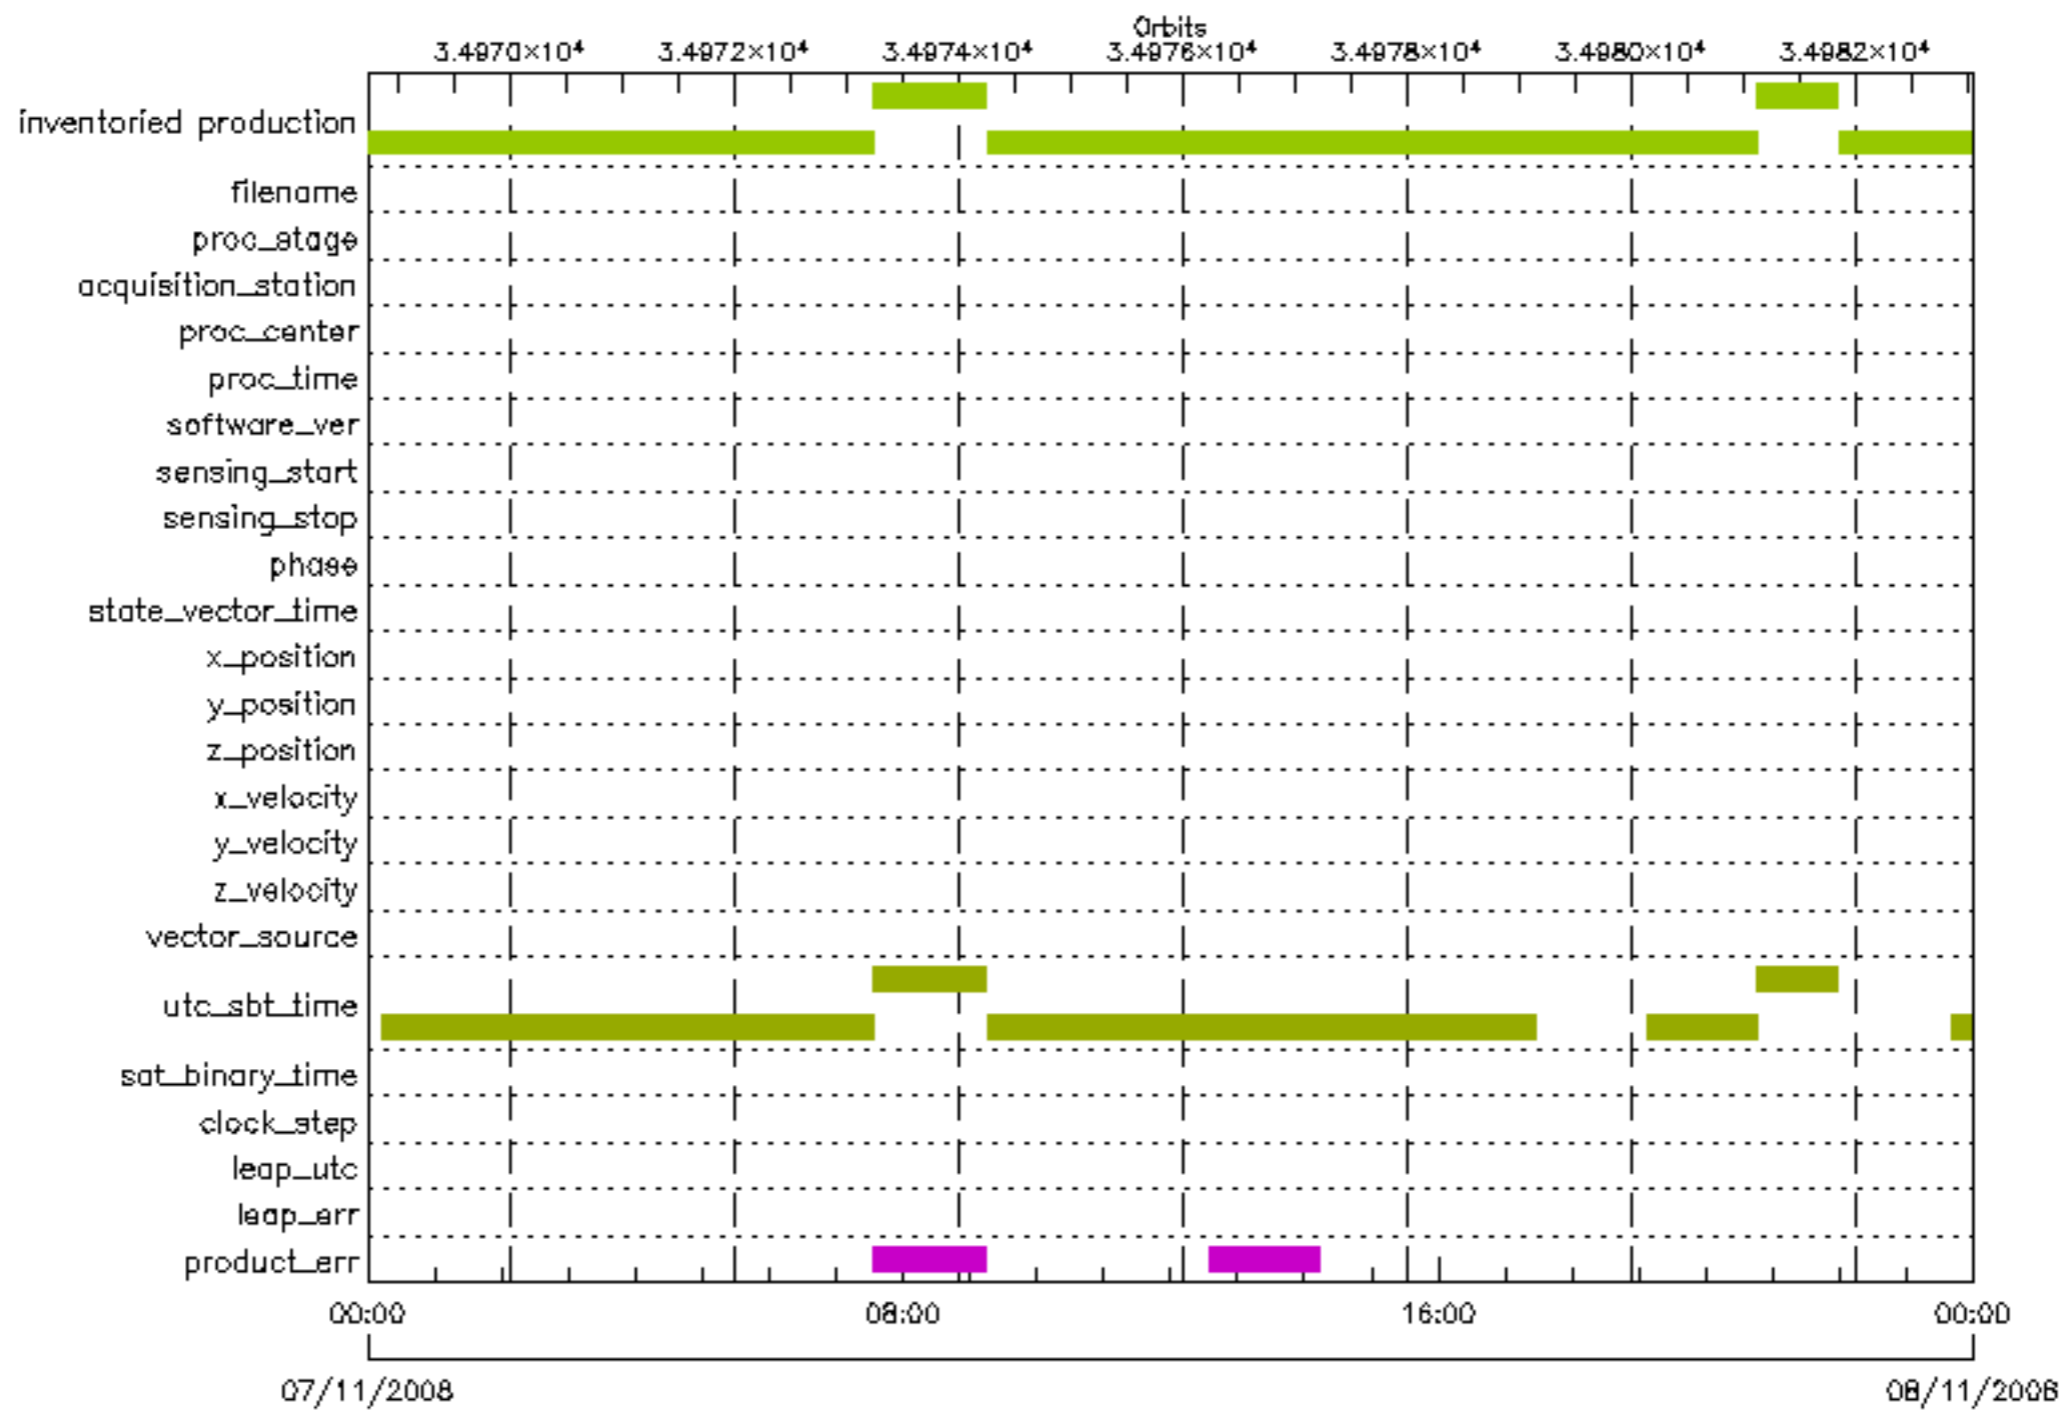 Orbits
3.4970×10⁴ 3.4972×10⁴ 3.4974×10⁴ 3.4976×10⁴ 3.4978×10⁴ 3.4980×10⁴ 3.4982×10⁴
inventoried production
filename
proc_stage
acquisition_station
proc_center
proc_time
software_ver
sensing_start
sensing_stop
phase
state_vector_time
x_position
y_position
z_position
x_velocity
y_velocity
z_velocity
vector_source
utc_sbt_time
sat_binary_time
clock_step
leap_utc
leap_err
product_err
00:00 08:00 16:00 00:00
07/11/2008 08/11/2008